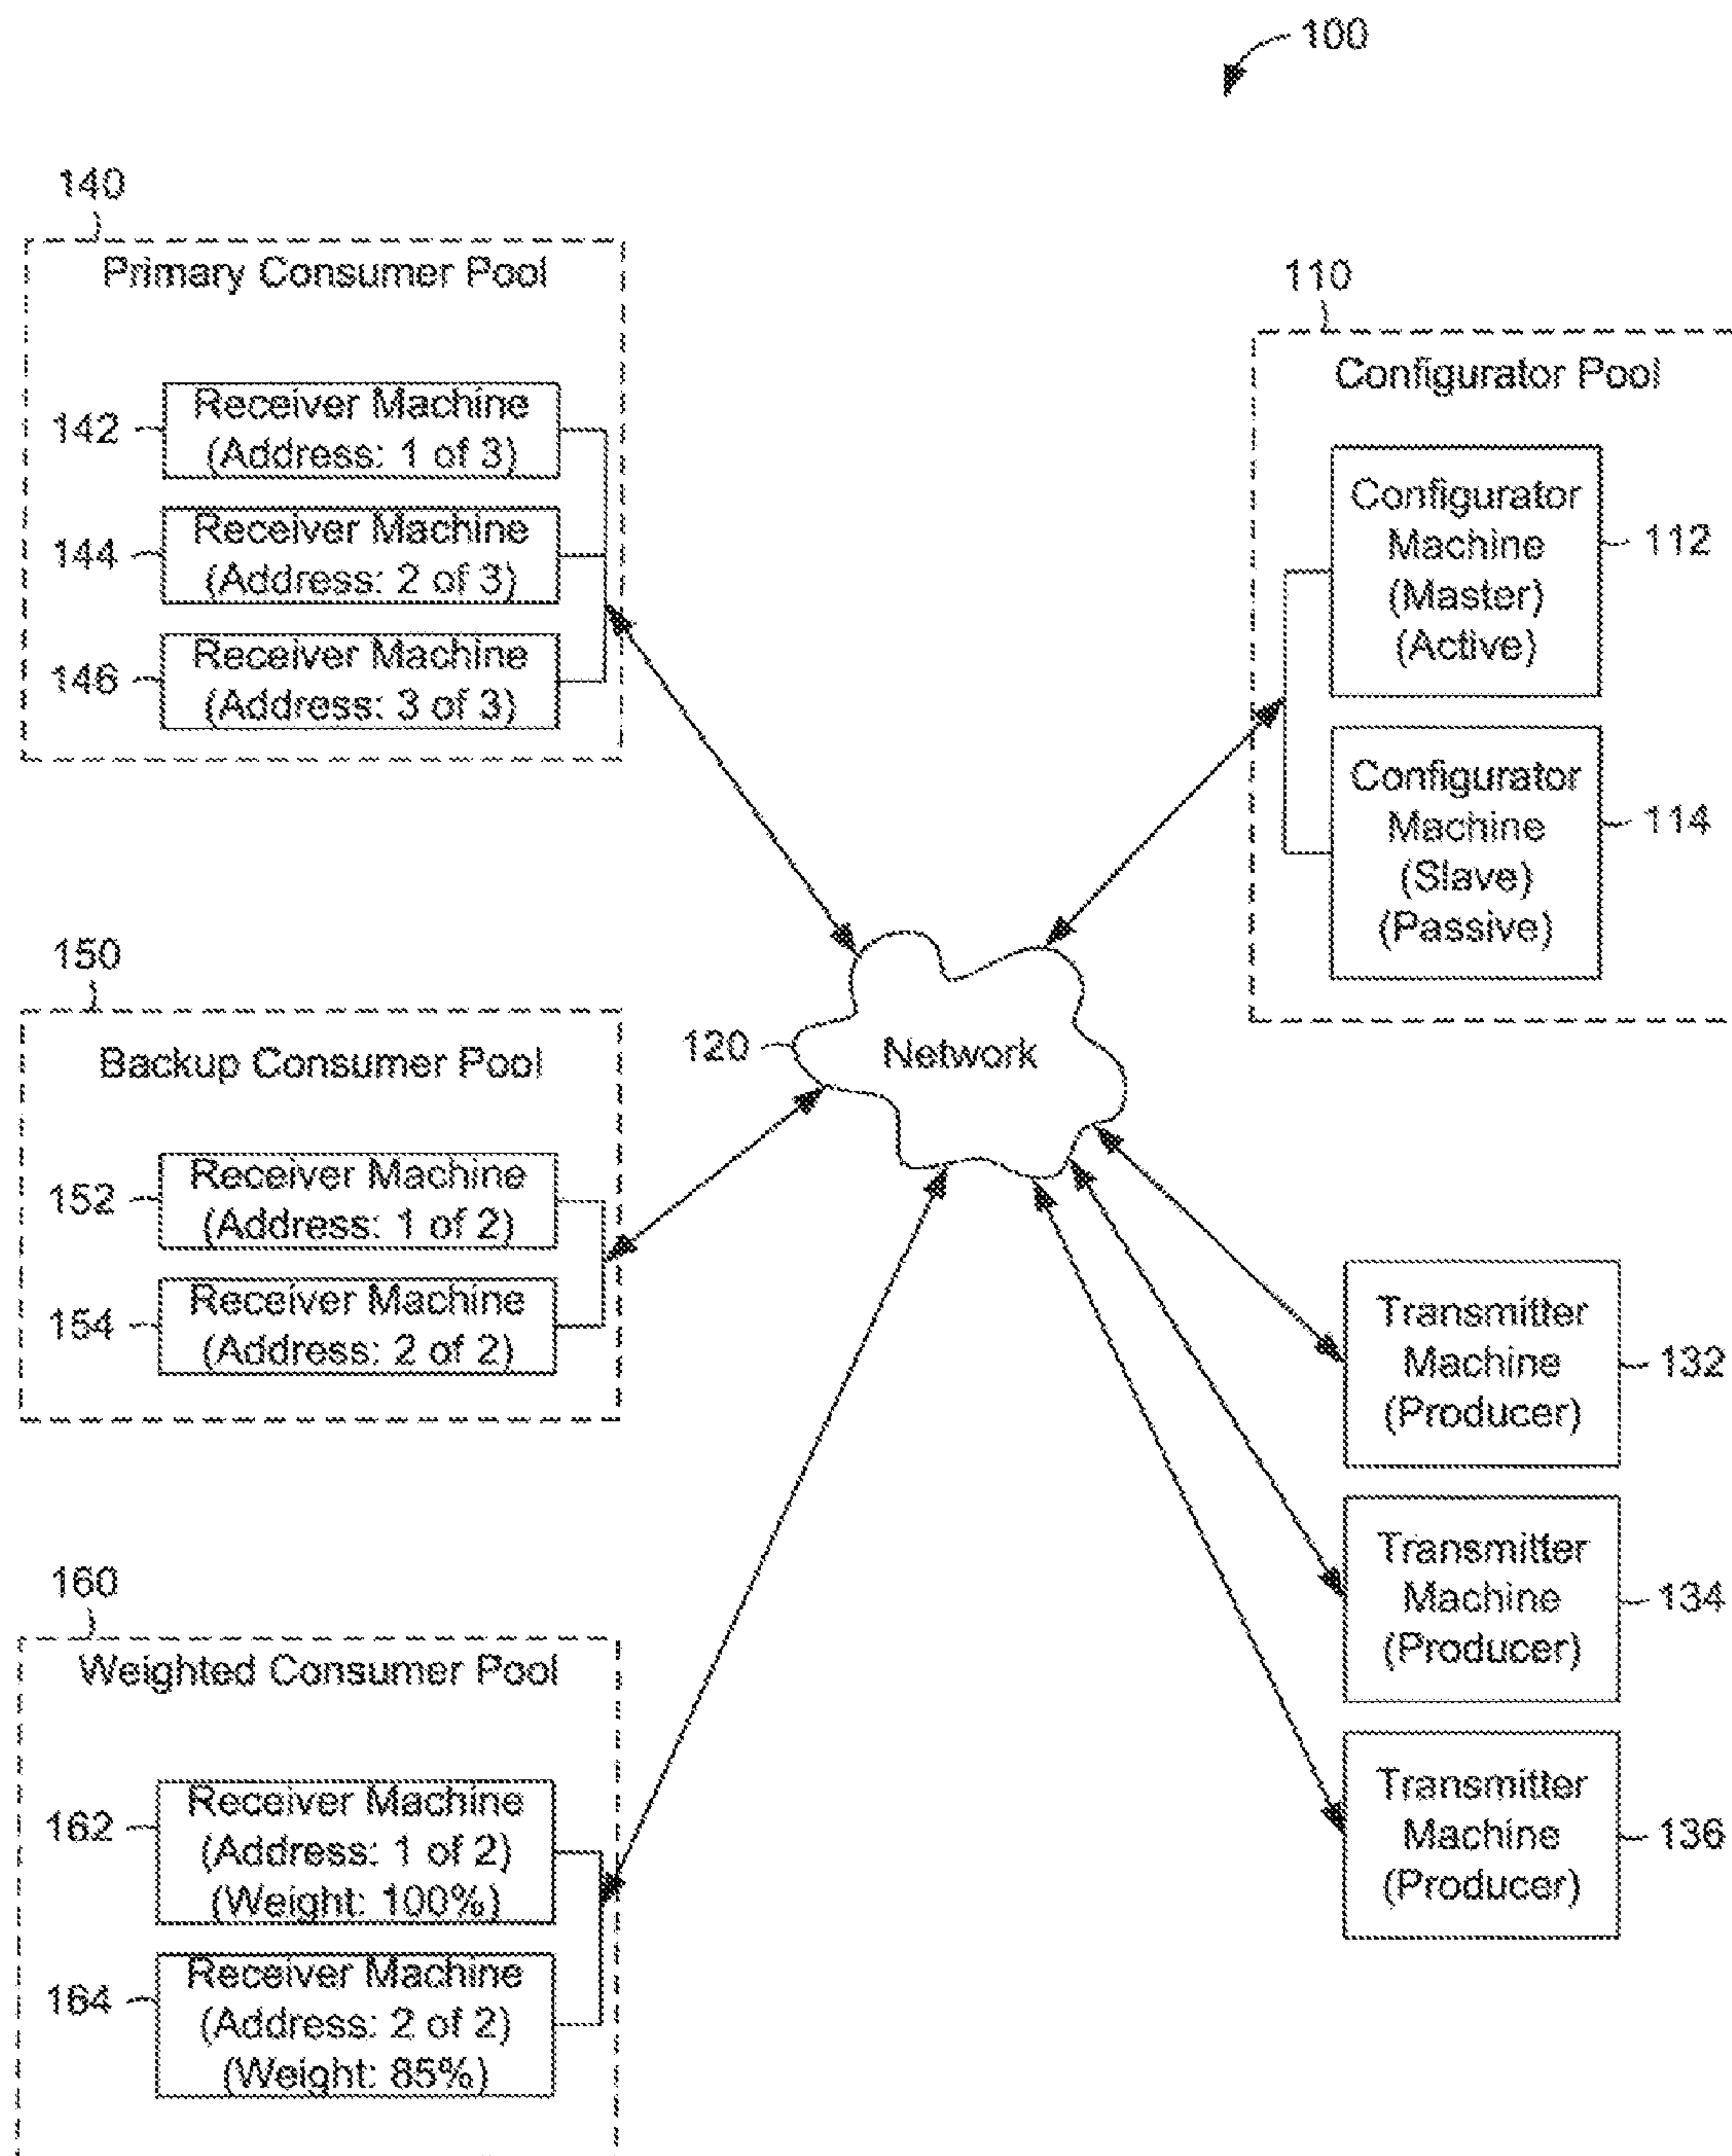 100
140
Primary Consumer Pool
142
Receiver Machine
(Address: 1 of 3)
144
Receiver Machine
(Address: 2 of 3)
146
Receiver Machine
(Address: 3 of 3)
110
Configurator Pool
Configurator
Machine
(Master)
(Active)
112
Configurator
Machine
(Slave)
(Passive)
114
150
Backup Consumer Pool
152
Receiver Machine
(Address: 1 of 2)
154
Receiver Machine
(Address: 2 of 2)
120
Network
Transmitter
Machine
(Producer)
132
Transmitter
Machine
(Producer)
134
Transmitter
Machine
(Producer)
136
160
Weighted Consumer Pool
162
Receiver Machine
(Address: 1 of 2)
(Weight: 100%)
164
Receiver Machine
(Address: 2 of 2)
(Weight: 85%)